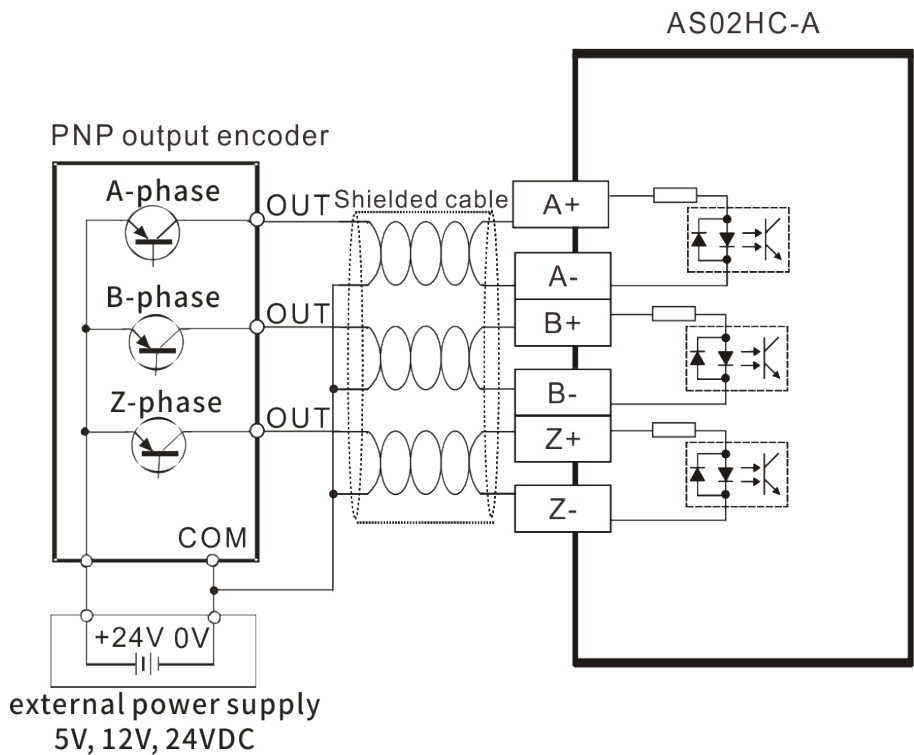 AS02HC-A
PNP output encoder
A-phase
OUT
Shielded cable
A+
A-
B-phase
OUT
B+
B-
Z-phase
OUT
Z+
Z-
COM
+24V 0V
external power supply
5V, 12V, 24VDC